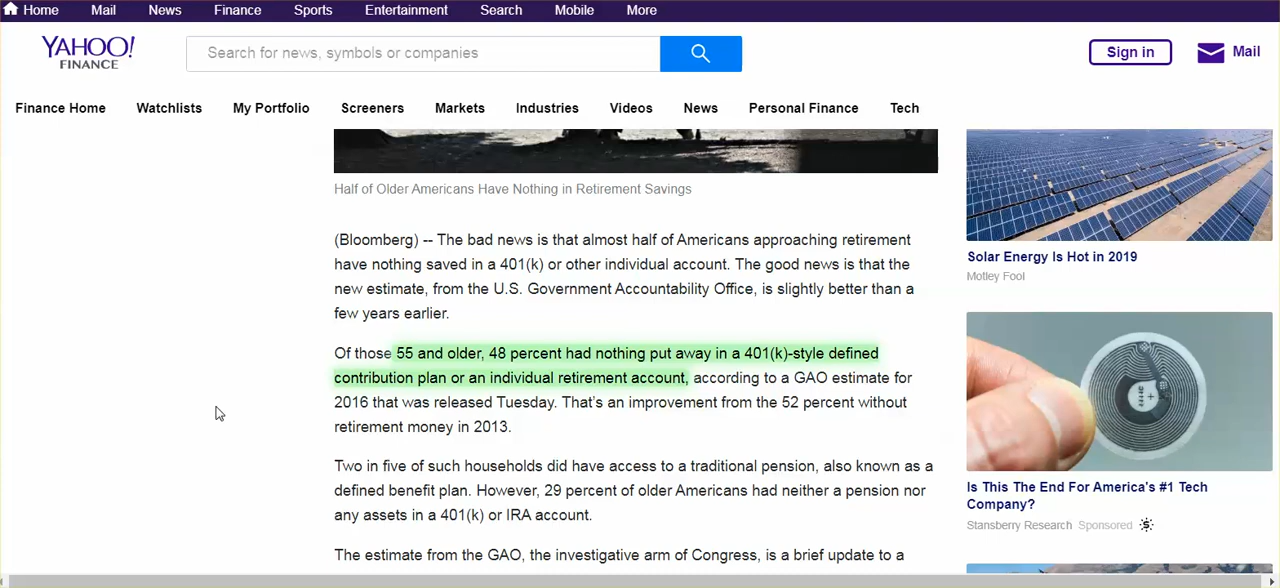 Home Mail News Finance Sports Entertainment Search Mobile More
YAHOO!
FINANCE
Search for news, symbols or companies
Sign in
Mail
Finance Home Watchlists My Portfolio Screeners Markets Industries Videos News Personal Finance Tech
Half of Older Americans Have Nothing in Retirement Savings
(Bloomberg) -- The bad news is that almost half of Americans approaching retirement
have nothing saved in a 401(k) or other individual account. The good news is that the
new estimate, from the U.S. Government Accountability Office, is slightly better than a
few years earlier.
Of those 55 and older, 48 percent had nothing put away in a 401(k)-style defined
contribution plan or an individual retirement account, according to a GAO estimate for
2016 that was released Tuesday. That's an improvement from the 52 percent without
retirement money in 2013.
Two in five of such households did have access to a traditional pension, also known as a
defined benefit plan. However, 29 percent of older Americans had neither a pension nor
any assets in a 401(k) or IRA account.
The estimate from the GAO, the investigative arm of Congress, is a brief update to a
Solar Energy Is Hot in 2019
Motley Fool
Is This The End For America's #1 Tech
Company?
Stansberry Research Sponsored